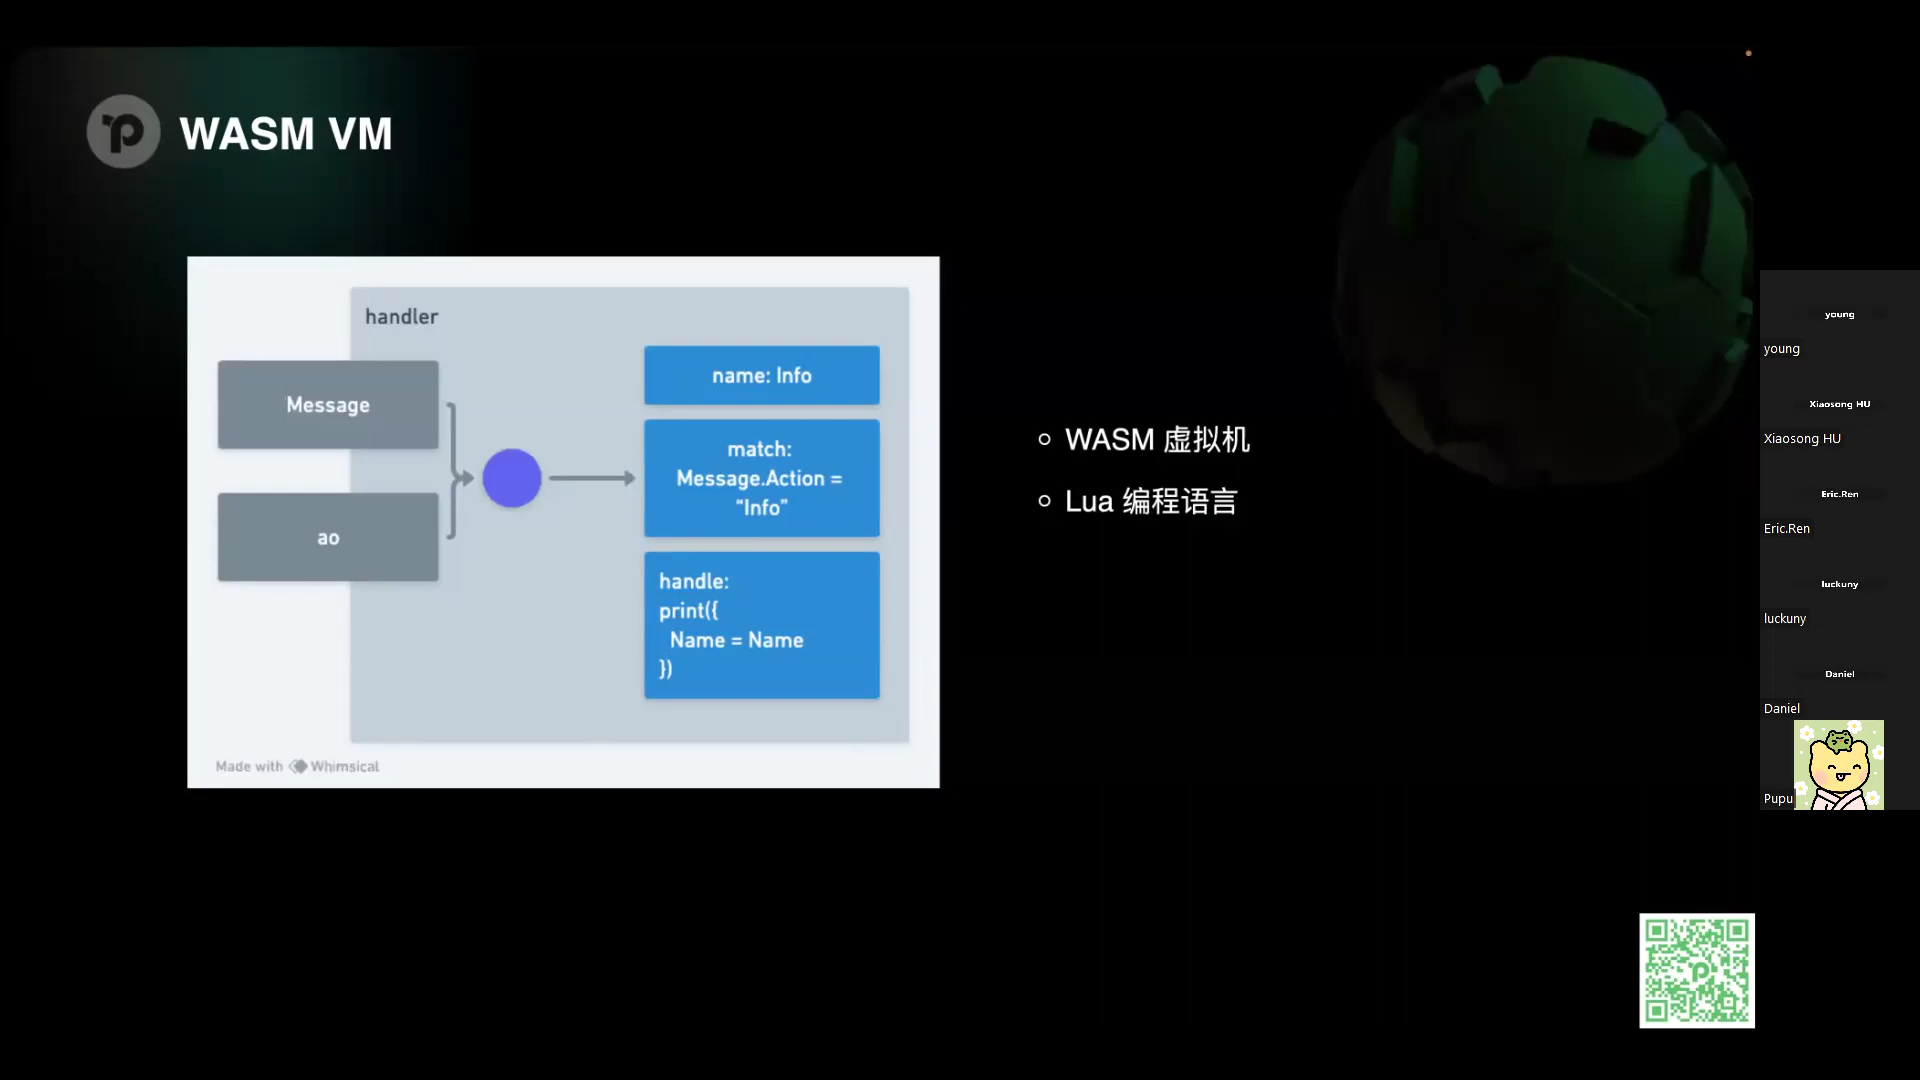 WASM VM
handler
Message
ao
name: Info
match:
Message.Action =
“Info”
handle:
print({
Name = Name
})
Made with Whimsical
WASM 虚拟机
Lua 编程语言
young
young
Xiaosong HU
Xiaosong HU
Eric.Ren
Eric.Ren
luckuny
luckuny
Daniel
Daniel
Pupu